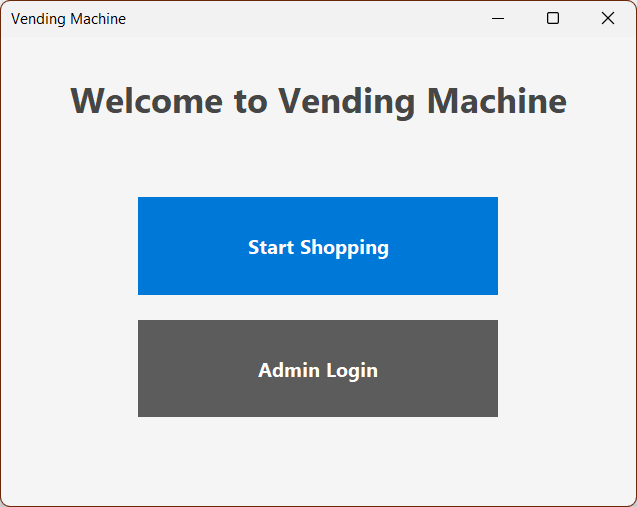 Vending Machine
Welcome to Vending Machine
Start Shopping
Admin Login